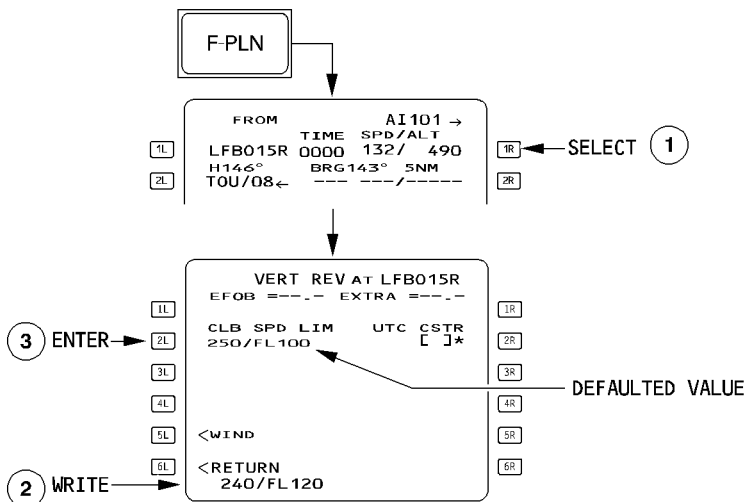 F-PLN
FROM AI101 →
TIME SPD/ALT
1L LFBO15R 0000 132/ 490 1R SELECT 1
H146° BRG143° 5NM
2L TOU/08← --- ---/----- 2R
VERT REV AT LFBO15R
EFOB =--.- EXTRA =--.-
1L 1R
CLB SPD LIM UTC CSTR
3 ENTER 2L 250/FL100 [ ]* 2R
3L 3R
DEFAULTED VALUE
4L 4R
5L <WIND 5R
6L <RETURN 6R
2 WRITE 240/FL120